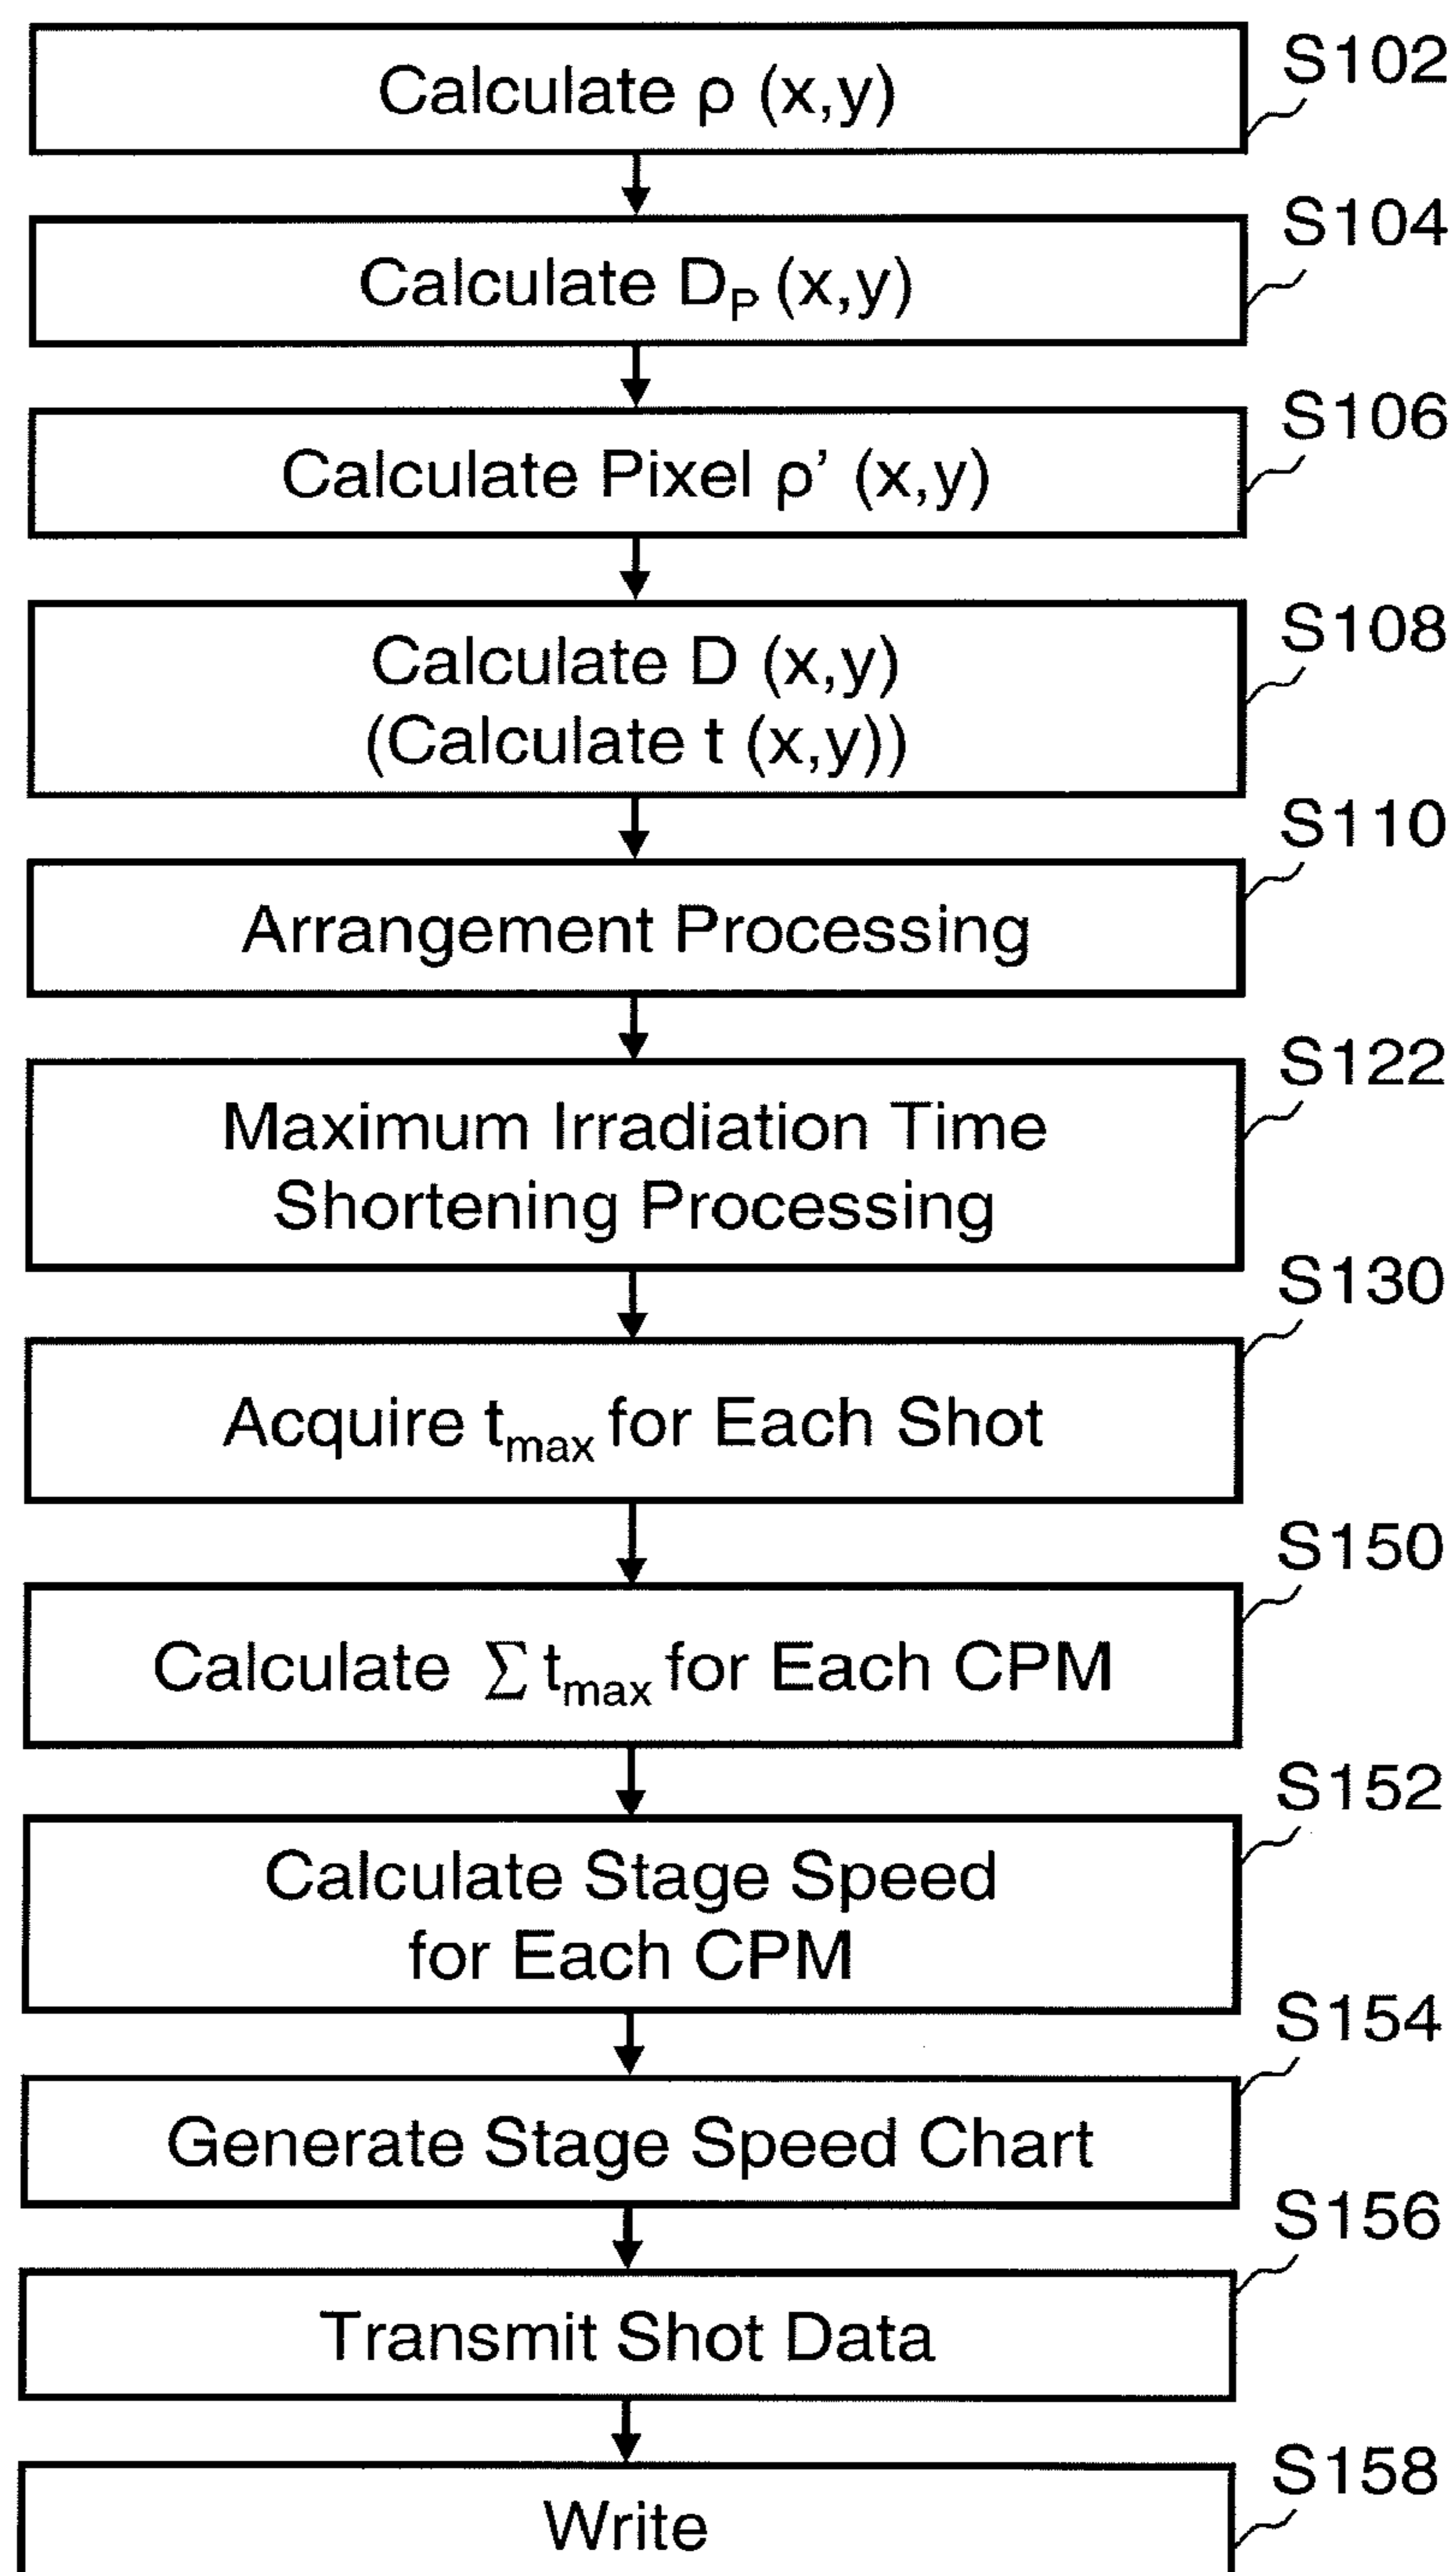 Calculate ρ (x,y)
S102
Calculate D_P (x,y)
S104
Calculate Pixel ρ’ (x,y)
S106
Calculate D (x,y)
(Calculate t (x,y))
S108
Arrangement Processing
S110
Maximum Irradiation Time
Shortening Processing
S122
Acquire t_max for Each Shot
S130
Calculate ∑ t_max for Each CPM
S150
Calculate Stage Speed
for Each CPM
S152
Generate Stage Speed Chart
S154
Transmit Shot Data
S156
Write
S158